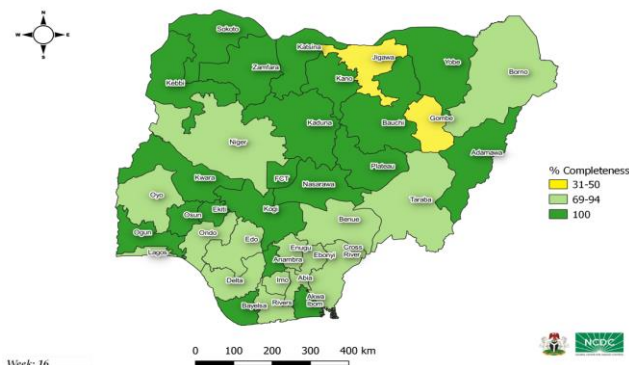 N
W E
S
Sokoto
Katsina
Jigawa
Zamfara
Yobe
Borno
Kano
Kebbi
Kaduna
Bauchi
Gombe
Niger
Adamawa
Plateau
Kwara
FCT
Nasarawa
Taraba
Oyo
Osun
Ekiti
Kogi
Benue
Ogun
Ondo
Edo
Enugu
Cross
Ebonyi
River
Lagos
Anambra
Delta
Imo
Abia
Akwa
Ibom
Bayelsa
Rivers
% Completeness
31-50
69-94
100
Week: 16
0 100 200 300 400 km
NCDC